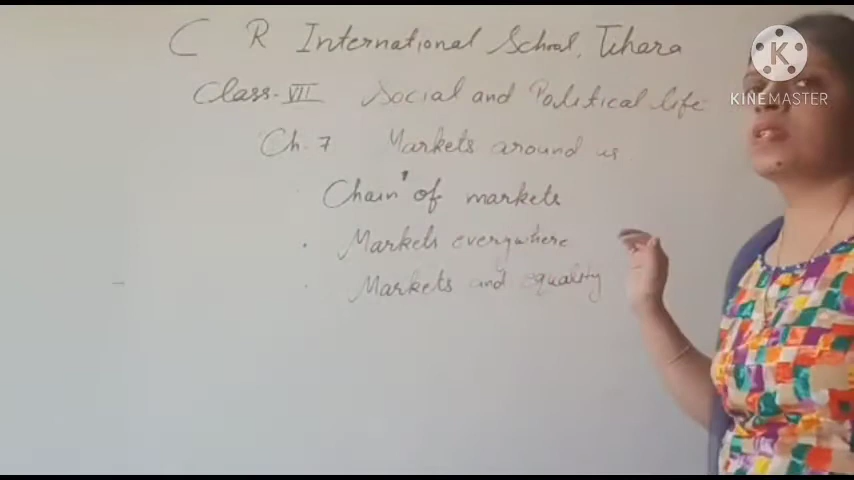 C R International School, Tihara
Class-VII Social and Political life
Ch. 7 Markets around us
Chain of markets
. Markets everywhere
. Markets and equality
K
KINEMASTER